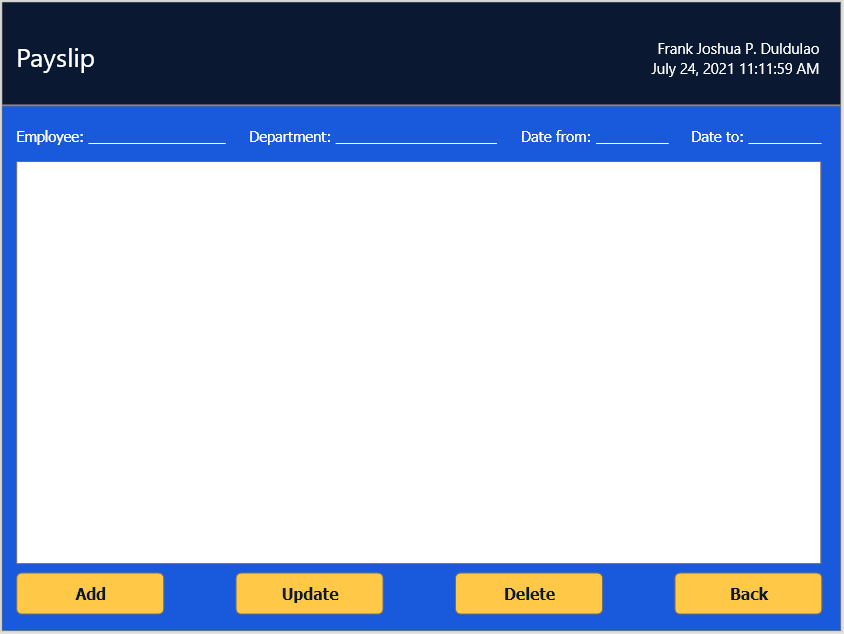 Payslip
Frank Joshua P. Duldulao
July 24, 2021 11:11:59 AM
Employee: _________________ Department: ____________________ Date from: _________ Date to: _________
Add Update Delete Back